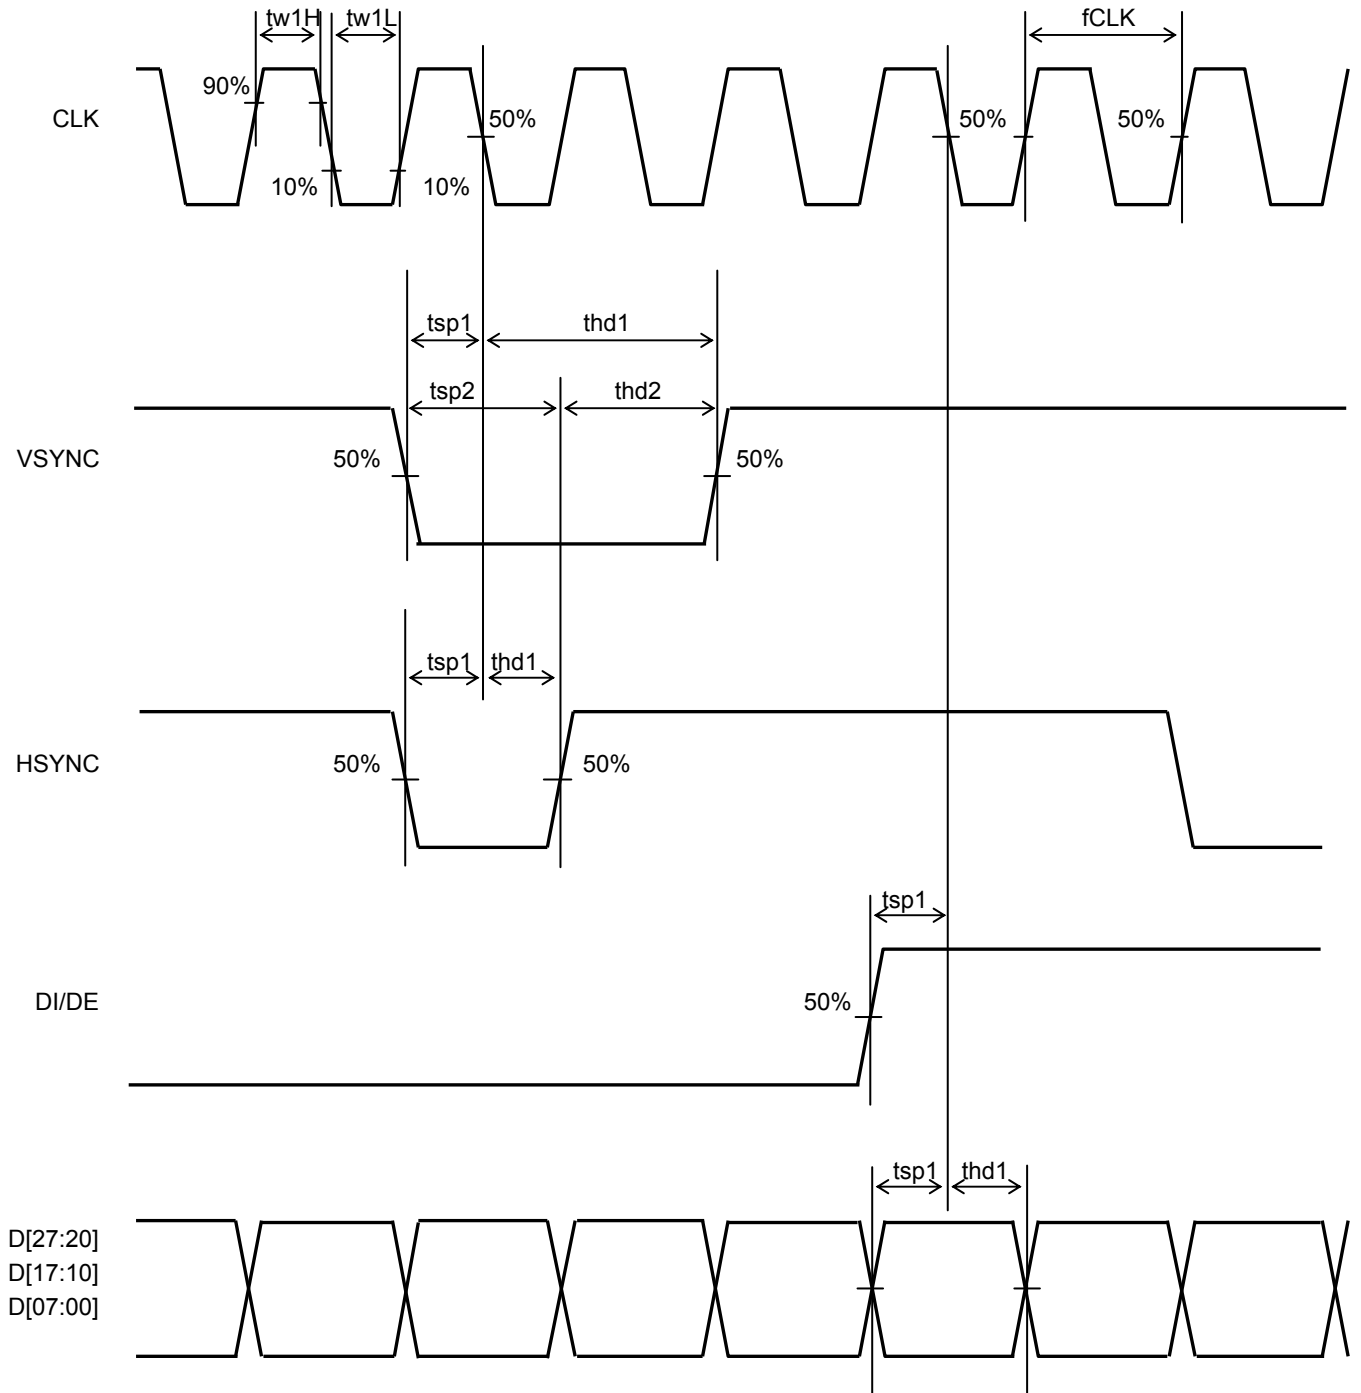 tw1H tw1L fCLK
90%
CLK 50% 50% 50%
10% 10%
tsp1 thd1
tsp2 thd2
VSYNC 50% 50%
tsp1 thd1
HSYNC 50% 50%
tsp1
DI/DE 50%
tsp1 thd1
D[27:20]
D[17:10]
D[07:00]